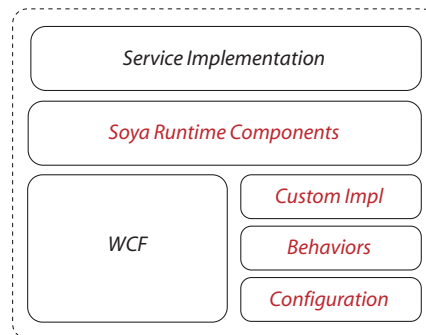 Service Implementation
Soya Runtime Components
WCF
Custom Impl
Behaviors
Configuration